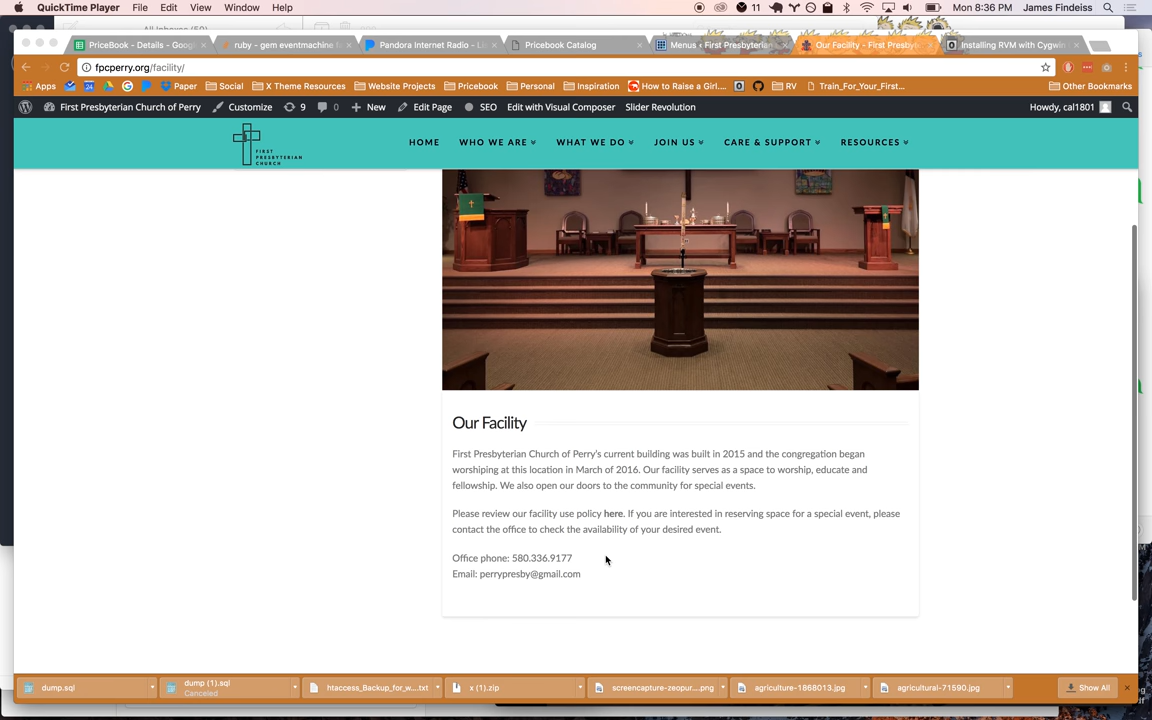 QuickTime Player File Edit View Window Help 11 Mon 8:36 PM James Findeiss
PriceBook - Details - Goog ruby - gem eventmachine Pandora Internet Radio - Lis Pricebook Catalog Menus ‹ First Presbyterian Our Facility - First Presbyt Installing RVM with Cygwin
fpcperry.org/facility/
Apps Paper Social X Theme Resources Website Projects Pricebook Personal Inspiration How to Raise a Girl.... RV Train_For_Your_First... Other Bookmarks
First Presbyterian Church of Perry Customize 9 0 New Edit Page SEO Edit with Visual Composer Slider Revolution Howdy, cal1801
FIRST
PRESBYTERIAN
CHURCH
HOME WHO WE ARE WHAT WE DO JOIN US CARE & SUPPORT RESOURCES
Our Facility
First Presbyterian Church of Perry's current building was built in 2015 and the congregation began
worshiping at this location in March of 2016. Our facility serves as a space to worship, educate and
fellowship. We also open our doors to the community for special events.
Please review our facility use policy here. If you are interested in reserving space for a special event, please
contact the office to check the availability of your desired event.
Office phone: 580.336.9177
Email: perrypresby@gmail.com
dump.sql dump (1).sql htaccess_Backup_for_w....txt x (1).zip screencapture-zeopur....png agriculture-1868013.jpg agricultural-71590.jpg Show All
Canceled